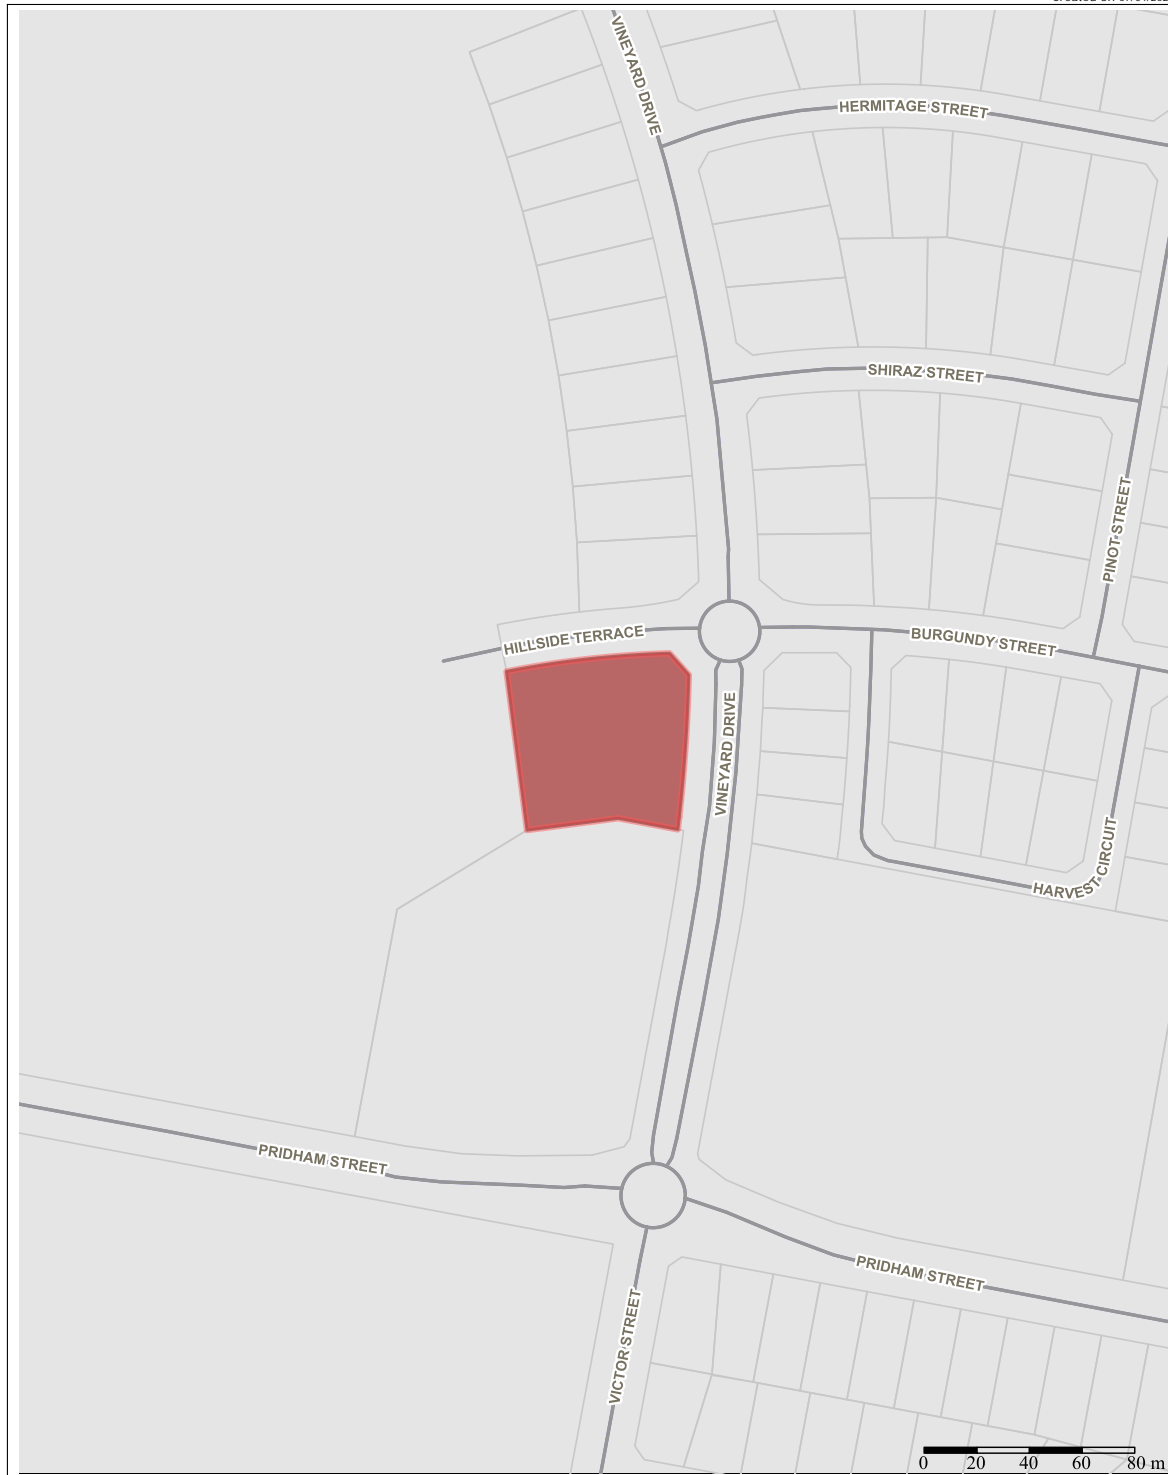 VINEYARD DRIVE
HERMITAGE STREET
SHIRAZ STREET
PINOT STREET
HILLSIDE TERRACE
BURGUNDY STREET
VINEYARD DRIVE
HARVEST CIRCUIT
PRIDHAM STREET
PRIDHAM STREET
VICTOR STREET
0 20 40 60 80 m